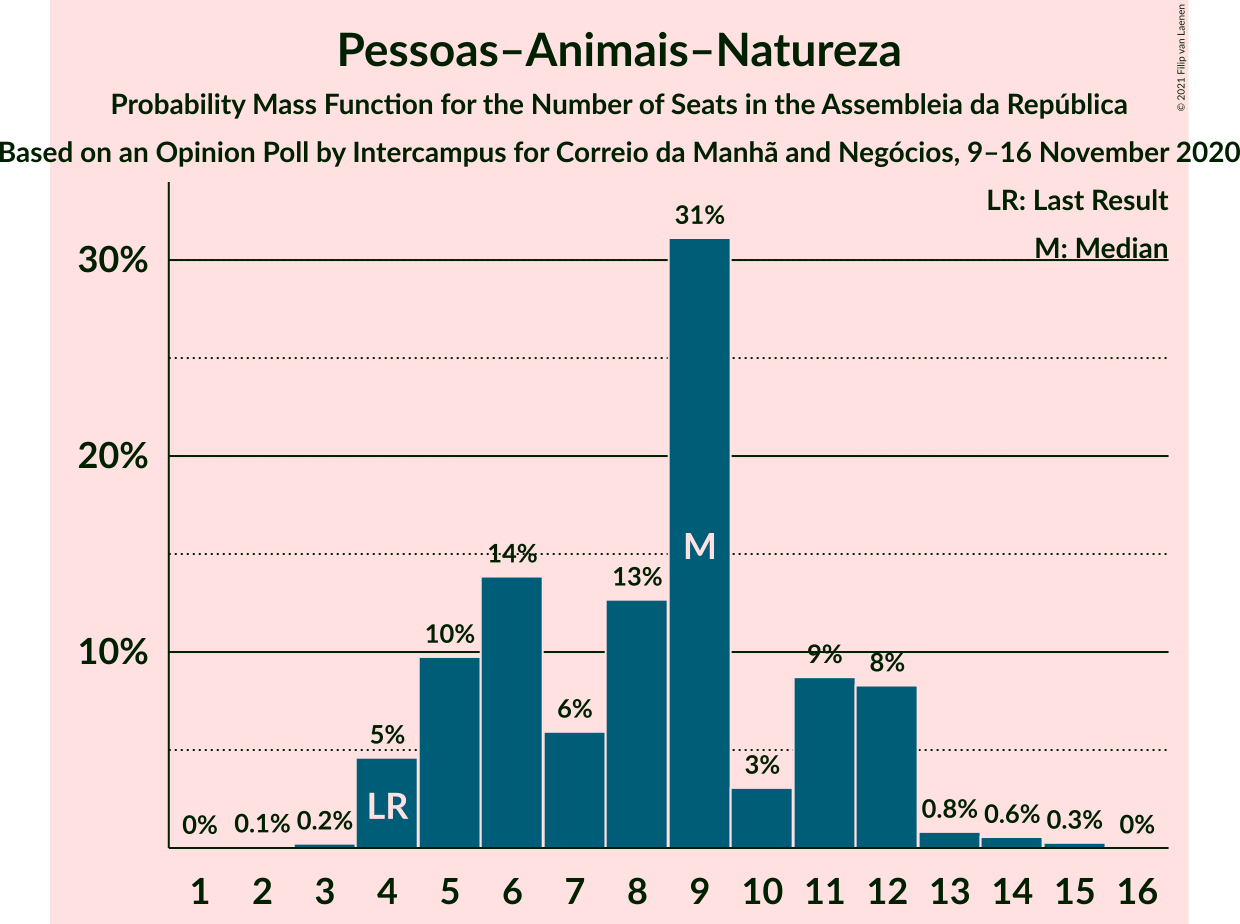 Pessoas–Animais–Natureza
Probability Mass Function for the Number of Seats in the Assembleia da República
Based on an Opinion Poll by Intercampus for Correio da Manhã and Negócios, 9–16 November 2020
© 2021 Filip van Laenen
LR: Last Result
M: Median
30%
20%
10%
0%
0.1%
0.2%
5%
10%
14%
6%
13%
31%
3%
9%
8%
0.8%
0.6%
0.3%
0%
LR
M
1 2 3 4 5 6 7 8 9 10 11 12 13 14 15 16